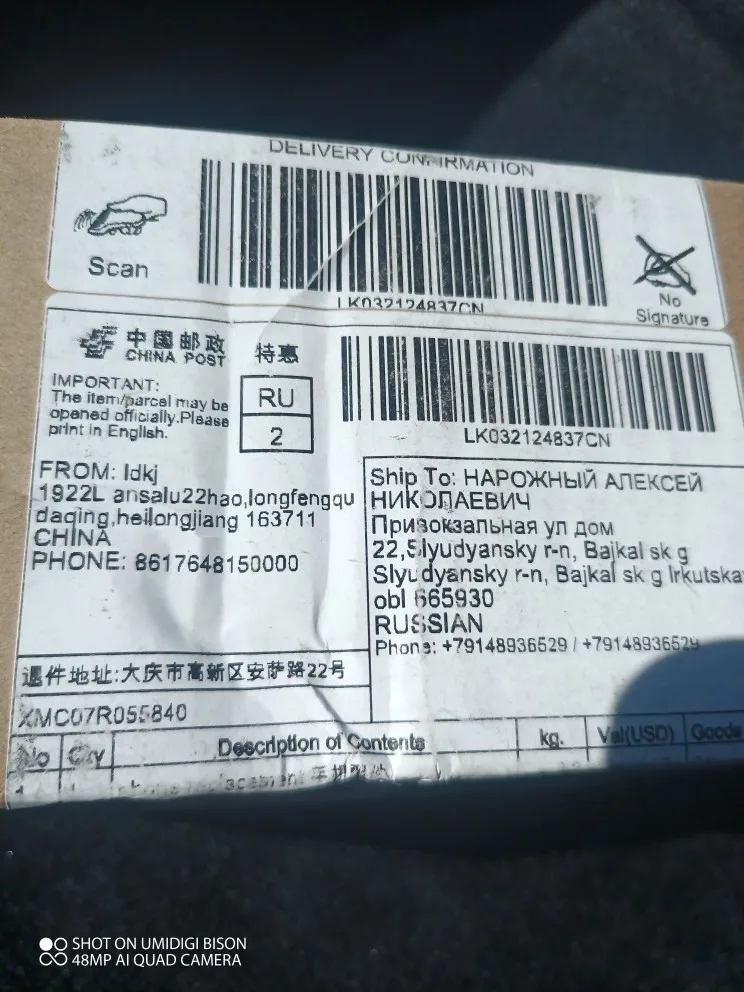 DELIVERY CONFIRMATION
Scan
No
Signature
LK032124837CN
中国邮政
CHINA POST
特惠
IMPORTANT:
The item/parcel may be
opened officially.Please
print in English.
RU
2
LK032124837CN
FROM: ldkj
1922L ansalu22hao,longfengqu
daqing,heilongjiang 163711
CHINA
PHONE: 8617648150000
Ship To: НАРОЖНЫЙ АЛЕКСЕЙ
НИКОЛАЕВИЧ
Привокзальная ул дом
22,Slyudyansky r-n, Bajkal sk g
Slyudyansky r-n, Bajkal sk g Irkutska
obl 665930
RUSSIAN
Phone: +79148936529 / +79148936529
退件地址:大庆市高新区安萨路22号
XMC07R055840
No Qty Description of Contents kg. Val(USD) Goods
SHOT ON UMIDIGI BISON
48MP AI QUAD CAMERA